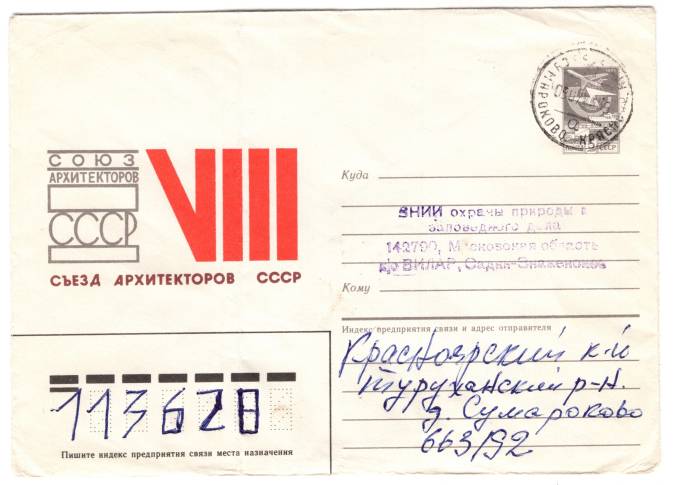 СОЮЗ
АРХИТЕКТОРОВ
СССР
VIII
СЪЕЗД АРХИТЕКТОРОВ СССР
СССР
Куда
ВНИИ охраны природы и
заповедного дела
142790, Московская область
п/о ВИЛАР, Садки-Знаменское
Кому
Индекс предприятия связи и адрес отправителя
Красноярский к-й
Туруханский р-н.
д. Сумароково
663192
113628
Пишите индекс предприятия связи места назначения